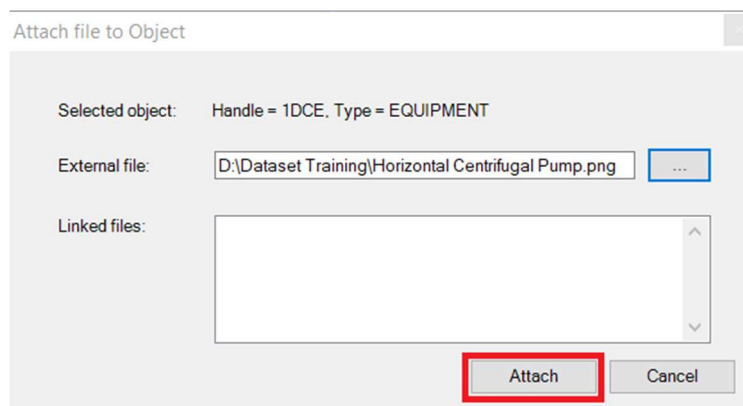 Attach file to Object
Selected object: Handle = 1DCE, Type = EQUIPMENT
External file: D:\Dataset Training\Horizontal Centrifugal Pump.png ...
Linked files:
Attach Cancel